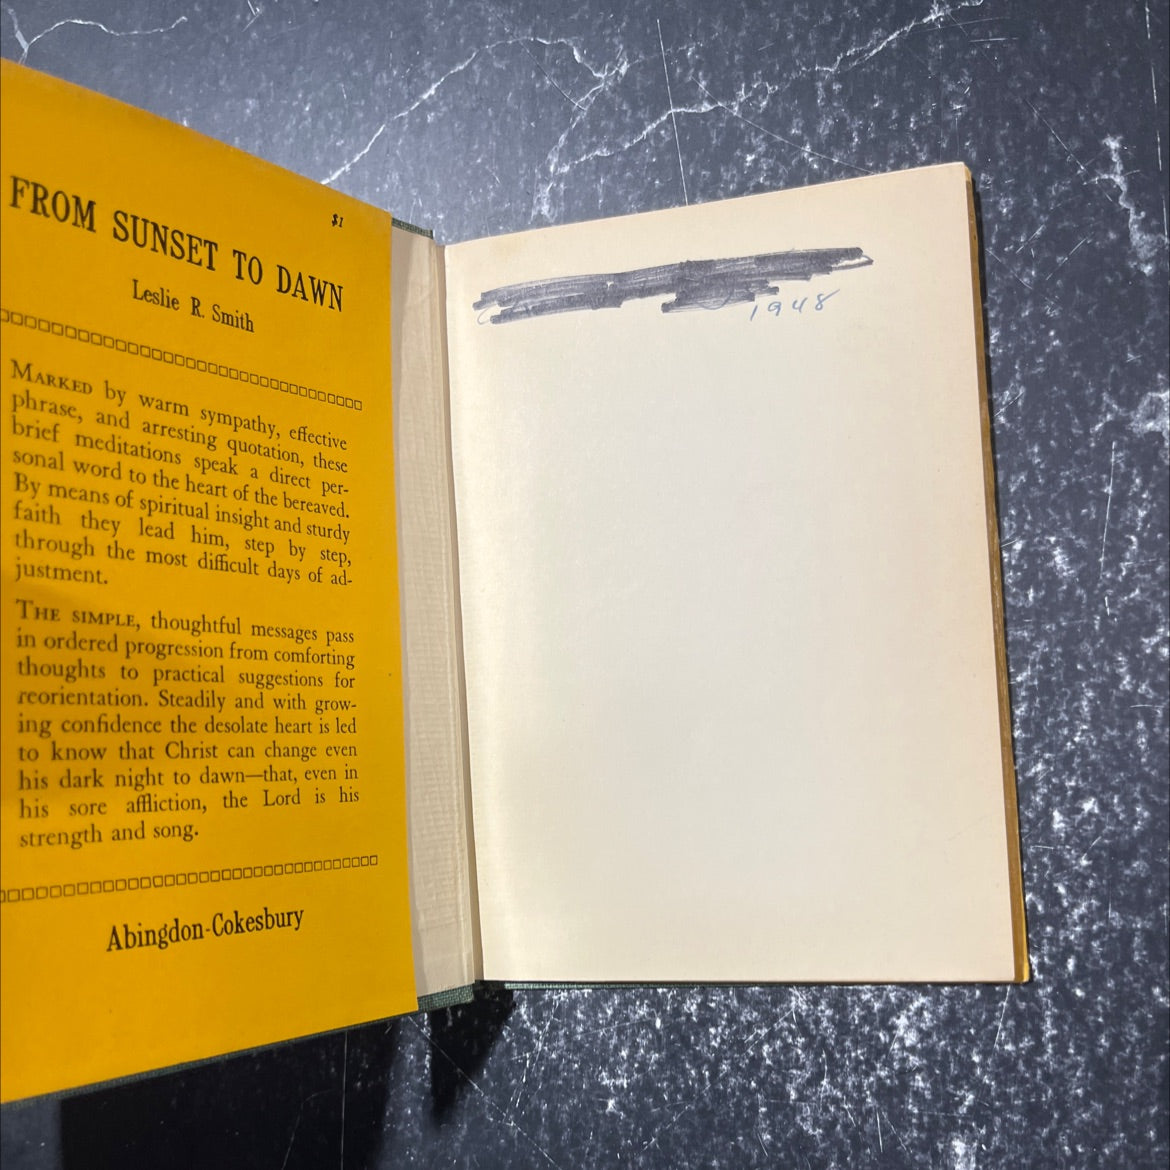 FROM SUNSET TO DAWN
$1
Leslie R. Smith
MARKED by warm sympathy, effective
phrase, and arresting quotation, these
brief meditations speak a direct per-
sonal word to the heart of the bereaved.
By means of spiritual insight and sturdy
faith they lead him, step by step,
through the most difficult days of ad-
justment.
THE SIMPLE, thoughtful messages pass
in ordered progression from comforting
thoughts to practical suggestions for
reorientation. Steadily and with grow-
ing confidence the desolate heart is led
to know that Christ can change even
his dark night to dawn—that, even in
his sore affliction, the Lord is his
strength and song.
Abingdon-Cokesbury
1948